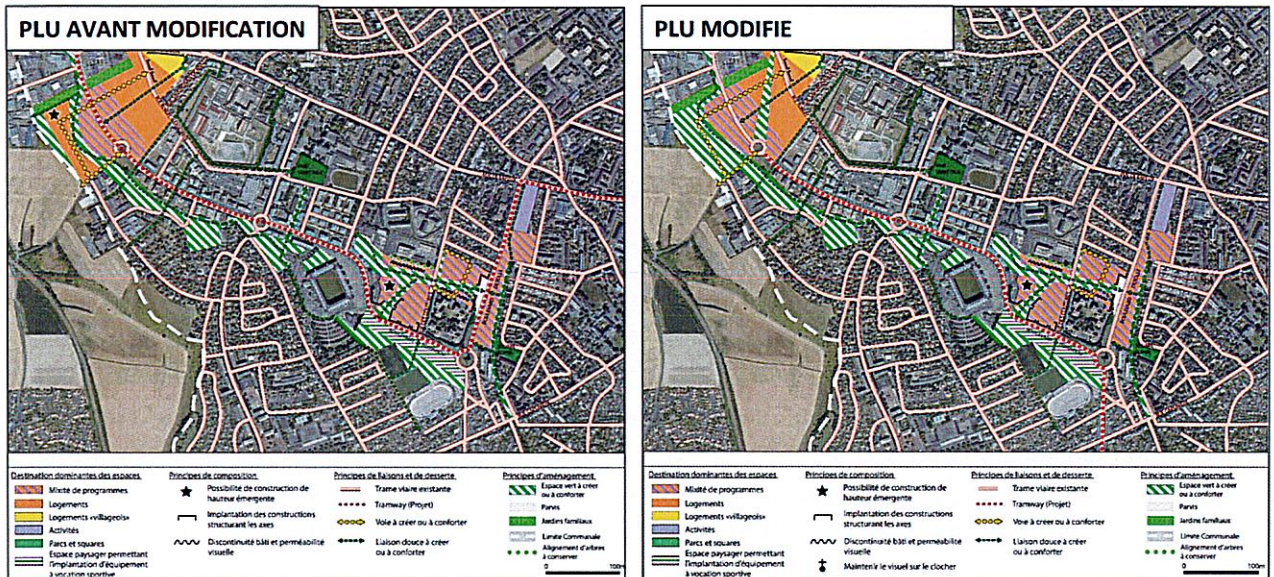 PLU AVANT MODIFICATION
Destination dominantes des espaces
Mixité de programmes
Logements
Logements «villageois»
Activités
Parcs et squares
Espace paysager permettant
l'implantation d'équipement
à vocation sportive
Principes de composition
Possibilité de construction de
hauteur émergente
Implantation des constructions
structurant les axes
Discontinuité bâti et perméabilité
visuelle
Principes de liaisons et de desserte
Trame viaire existante
Tramway (Projet)
Voie à créer ou à conforter
Liaison douce à créer
ou à conforter
Principes d'aménagement
Espace vert à créer
ou à conforter
Parvis
Jardins familiaux
Limite Communale
Alignement d'arbres
à conserver
0 100m
PLU MODIFIE
Destination dominantes des espaces
Mixité de programmes
Logements
Logements «villageois»
Activités
Parcs et squares
Espace paysager permettant
l'implantation d'équipement
à vocation sportive
Principes de composition
Possibilité de construction de
hauteur émergente
Implantation des constructions
structurant les axes
Discontinuité bâti et perméabilité
visuelle
Maintenir le visuel sur le clocher
Principes de liaisons et de desserte
Trame viaire existante
Tramway (Projet)
Voie à créer ou à conforter
Liaison douce à créer
ou à conforter
Principes d'aménagement
Espace vert à créer
ou à conforter
Parvis
Jardins familiaux
Limite Communale
Alignement d'arbres
à conserver
0 100m